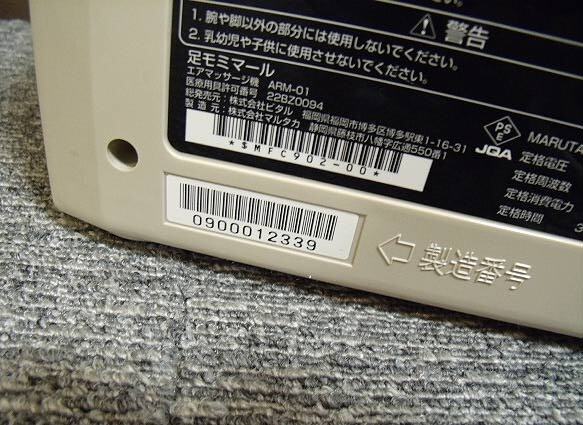 ださい。
⚠警告
1. 腕や脚以外の部分には使用しないでください。
2. 乳幼児や子供に使用させないでください。
足モミマール
エアマッサージ機 ARM-01
医療用具許可番号 22BZ0094
総発売元:株式会社ビタル 福岡県福岡市博多区博多駅東1-16-31
製造元:株式会社マルタカ 静岡県藤枝市八幡字広通550番1
*$MFC902-00*
PSE
JQA
MARUTA
定格電圧
定格周波数
定格消費電力
定格時間 3
0900012339
⇦ 製造番号